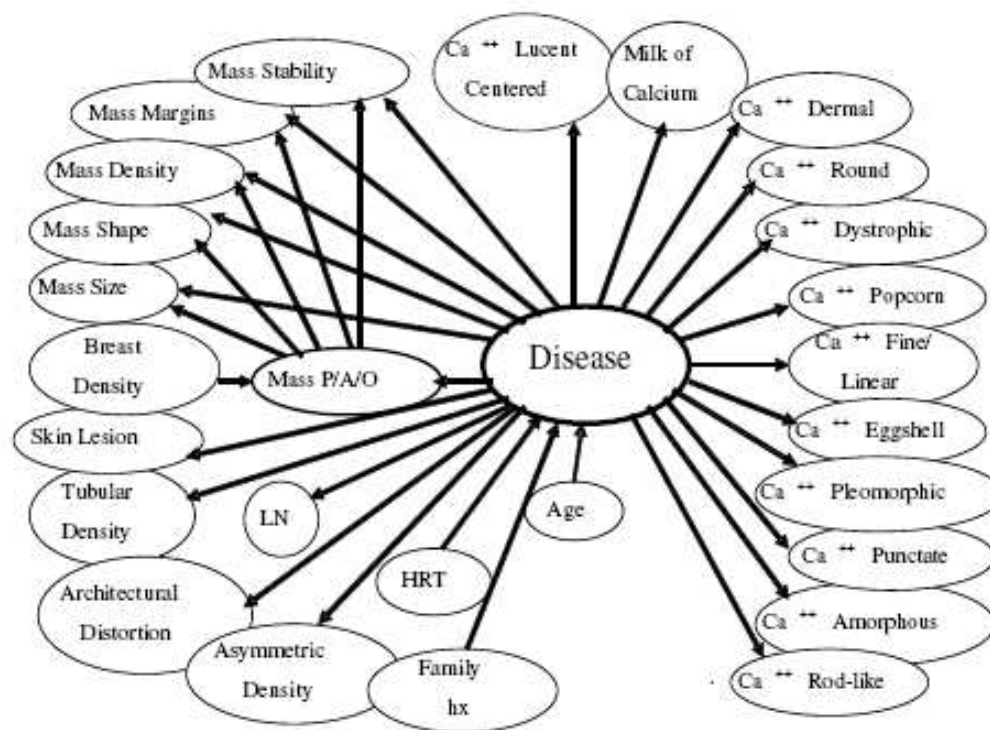 Ca ++ Lucent
Centered
Milk of
Calcium
Mass Stability
Mass Margins
Ca ++ Dermal
Mass Density
Ca ++ Round
Mass Shape
Ca ++ Dystrophic
Mass Size
Ca ++ Popcorn
Breast
Density
Mass P/A/O
Disease
Ca ++ Fine/
Linear
Skin Lesion
Ca ++ Eggshell
Tubular
Density
LN
Age
Ca ++ Pleomorphic
HRT
Ca ++ Punctate
Architectural
Distortion
Ca ++ Amorphous
Asymmetric
Density
Family
hx
Ca ++ Rod-like